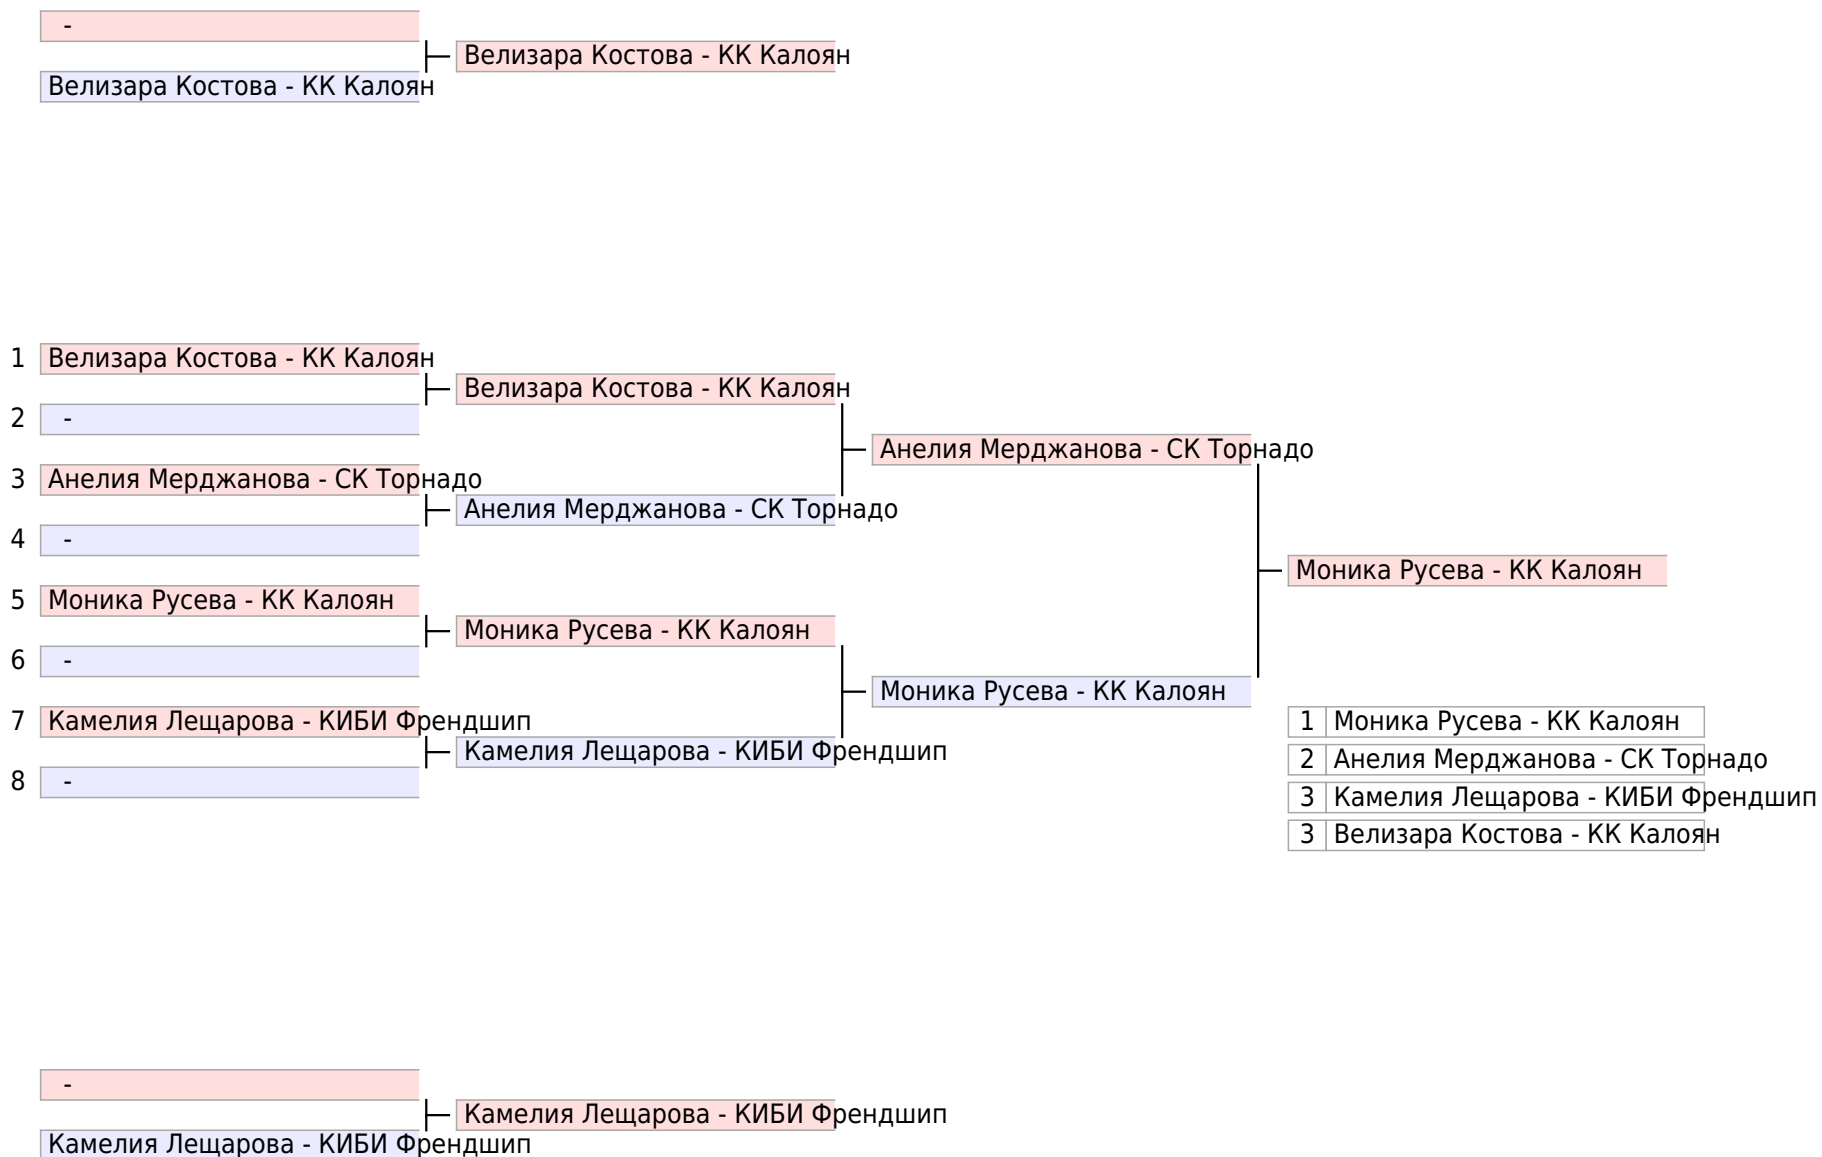 -
Велизара Костова - КК Калоян
Велизара Костова - КК Калоян
1 Велизара Костова - КК Калоян
Велизара Костова - КК Калоян
2 -
Анелия Мерджанова - СК Торнадо
3 Анелия Мерджанова - СК Торнадо
Анелия Мерджанова - СК Торнадо
4 -
Моника Русева - КК Калоян
5 Моника Русева - КК Калоян
Моника Русева - КК Калоян
6 -
Моника Русева - КК Калоян
7 Камелия Лещарова - КИБИ Френдшип
1 Моника Русева - КК Калоян
Камелия Лещарова - КИБИ Френдшип
2 Анелия Мерджанова - СК Торнадо
8 -
3 Камелия Лещарова - КИБИ Френдшип
3 Велизара Костова - КК Калоян
-
Камелия Лещарова - КИБИ Френдшип
Камелия Лещарова - КИБИ Френдшип